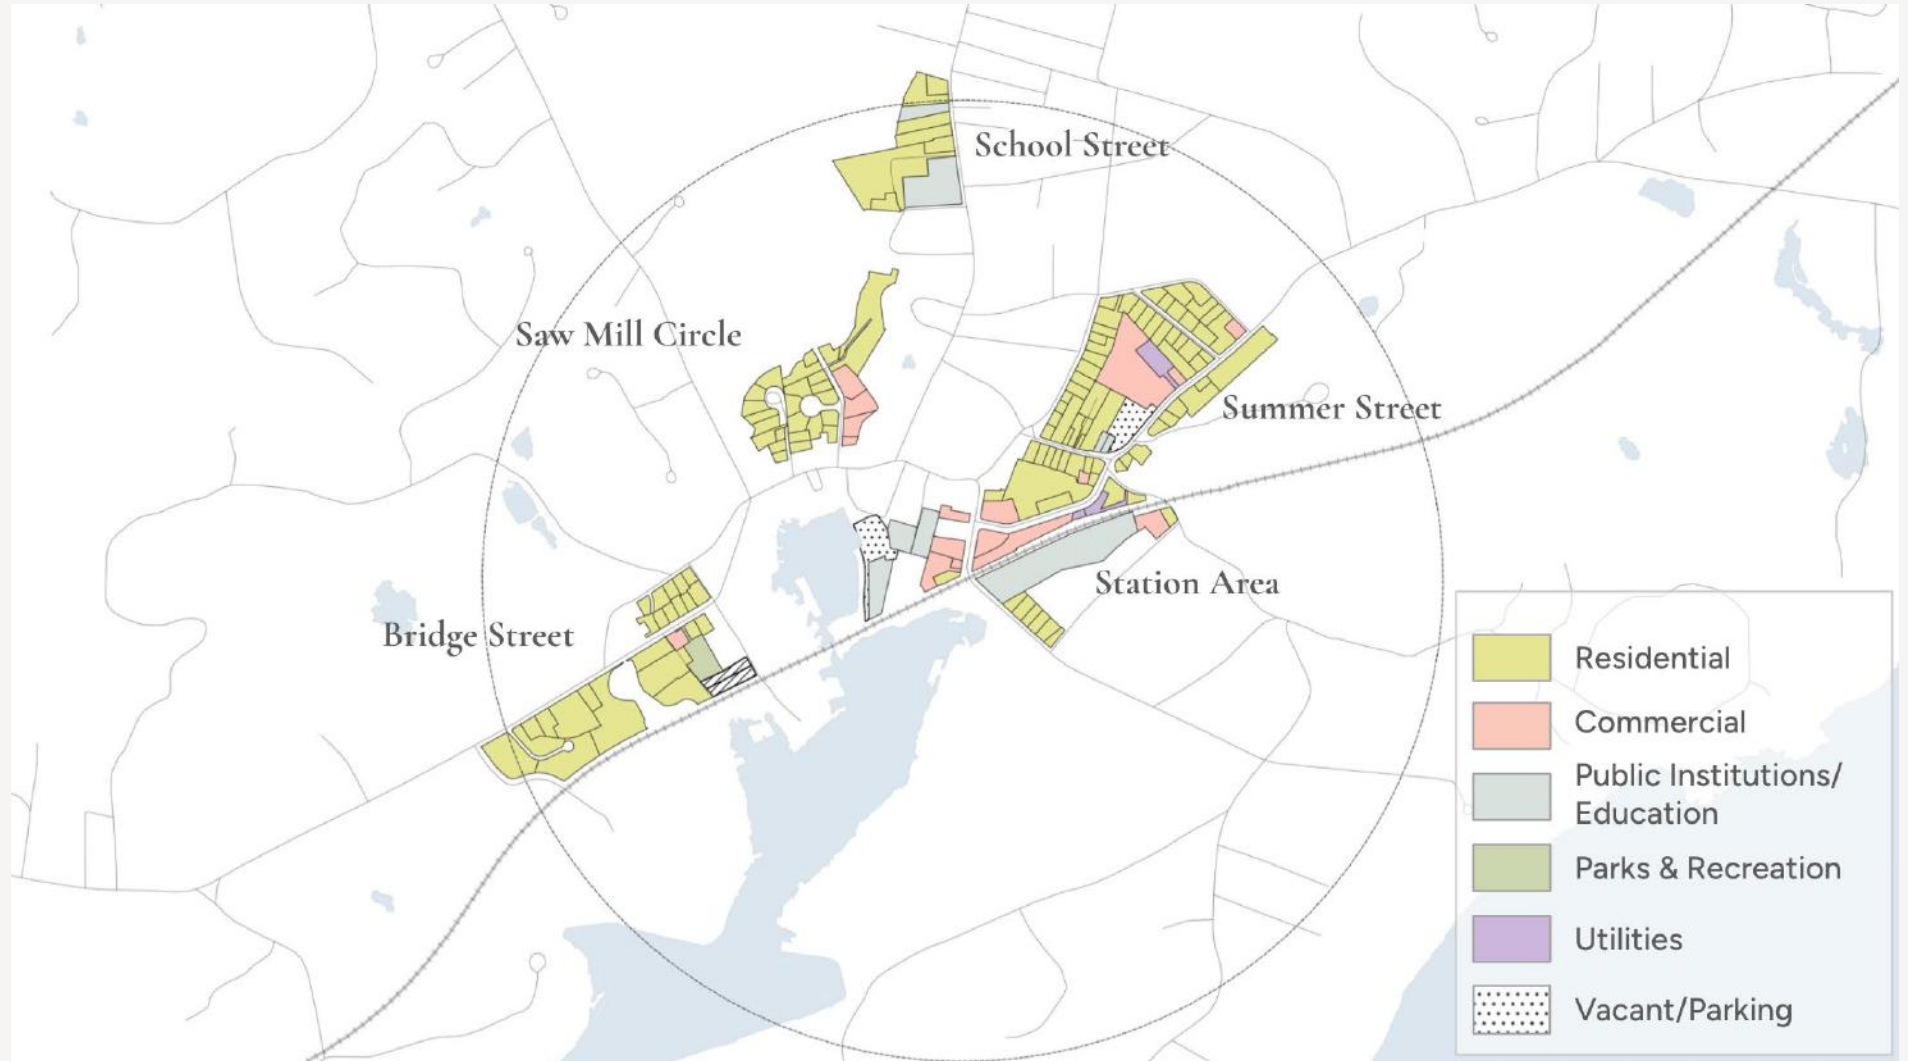 School Street
Saw Mill Circle
Summer Street
Station Area
Bridge Street
Residential
Commercial
Public Institutions/
Education
Parks & Recreation
Utilities
Vacant/Parking